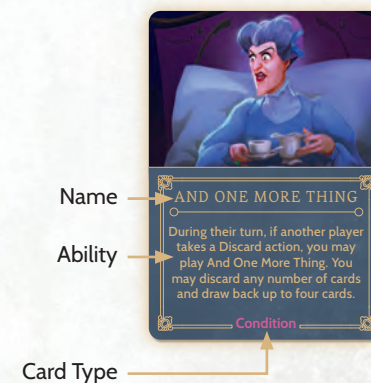 Name
AND ONE MORE THING
Ability
During their turn, if another player
takes a Discard action, you may
play And One More Thing. You
may discard any number of cards
and draw back up to four cards.
Condition
Card Type